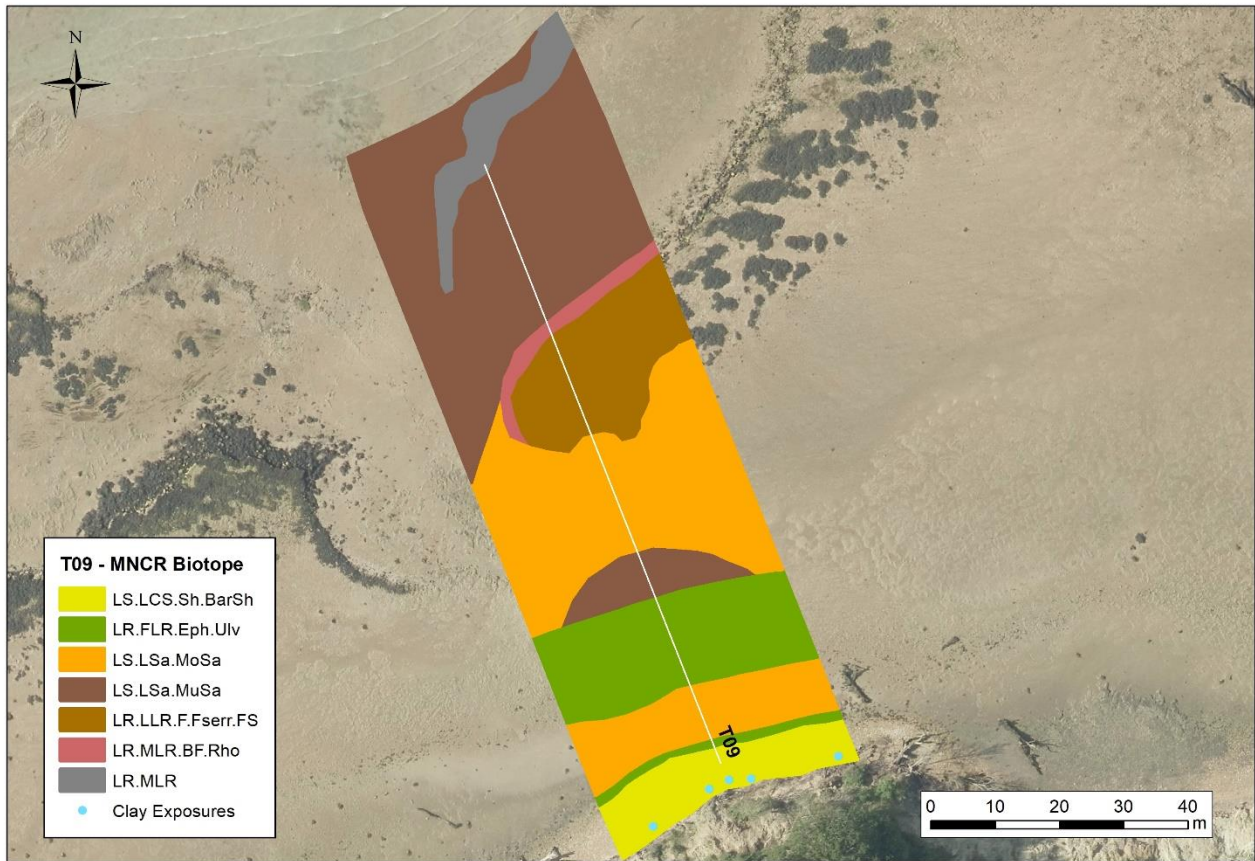 N
T09
T09 - MNCR Biotope
LS.LCS.Sh.BarSh
LR.FLR.Eph.Ulv
LS.LSa.MoSa
LS.LSa.MuSa
LR.LLR.F.Fserr.FS
LR.MLR.BF.Rho
LR.MLR
Clay Exposures
0 10 20 30 40
m